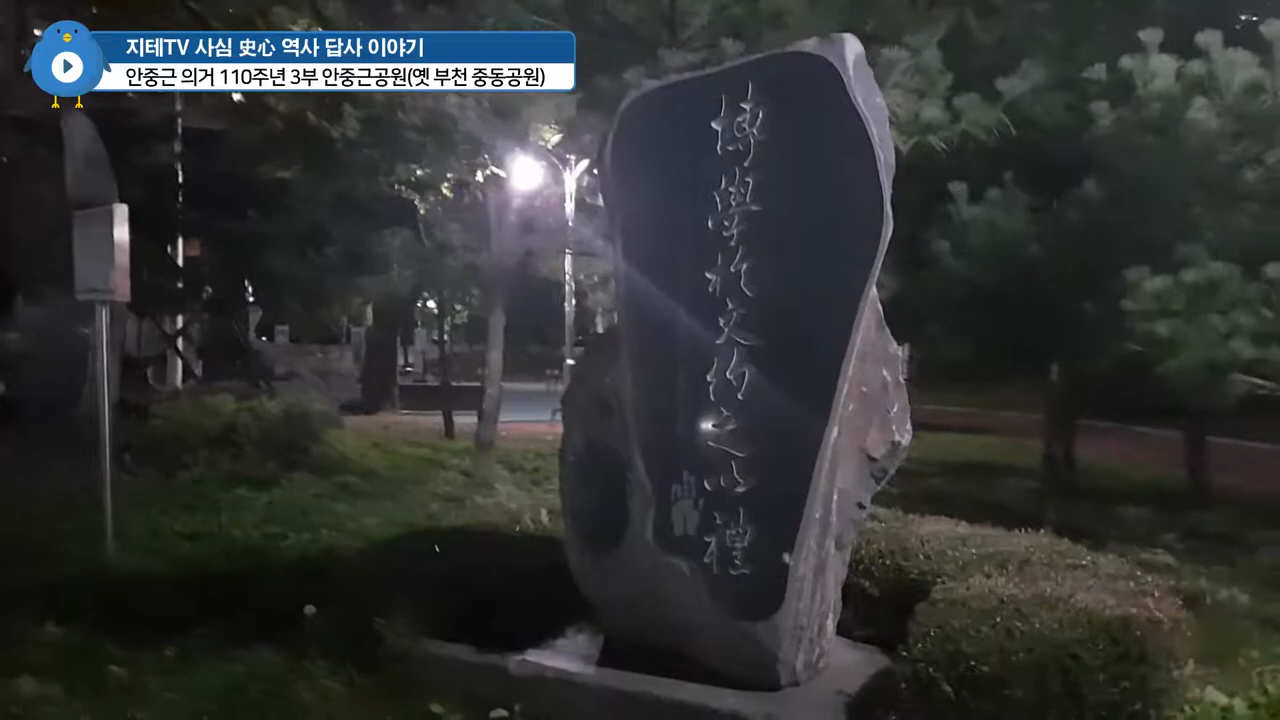 지테TV 사심 史心 역사 답사 이야기
안중근 의거 110주년 3부 안중근공원(옛 부천 중동공원)
博學於文約之以禮